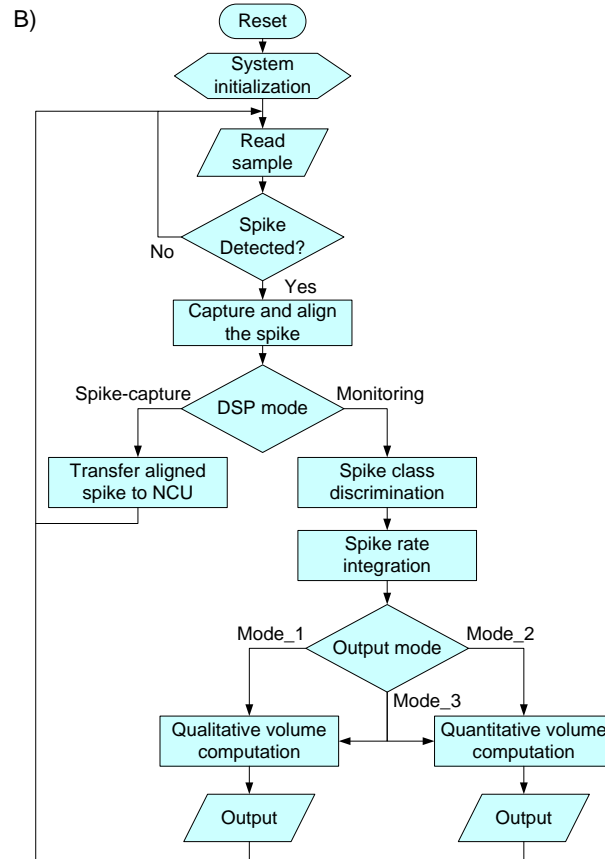 B)
Reset
System
initialization
Read
sample
Spike
Detected?
No
Yes
Capture and align
the spike
Spike-capture
DSP mode
Monitoring
Transfer aligned
spike to NCU
Spike class
discrimination
Spike rate
integration
Mode_1
Output mode
Mode_2
Mode_3
Qualitative volume
computation
Quantitative volume
computation
Output
Output